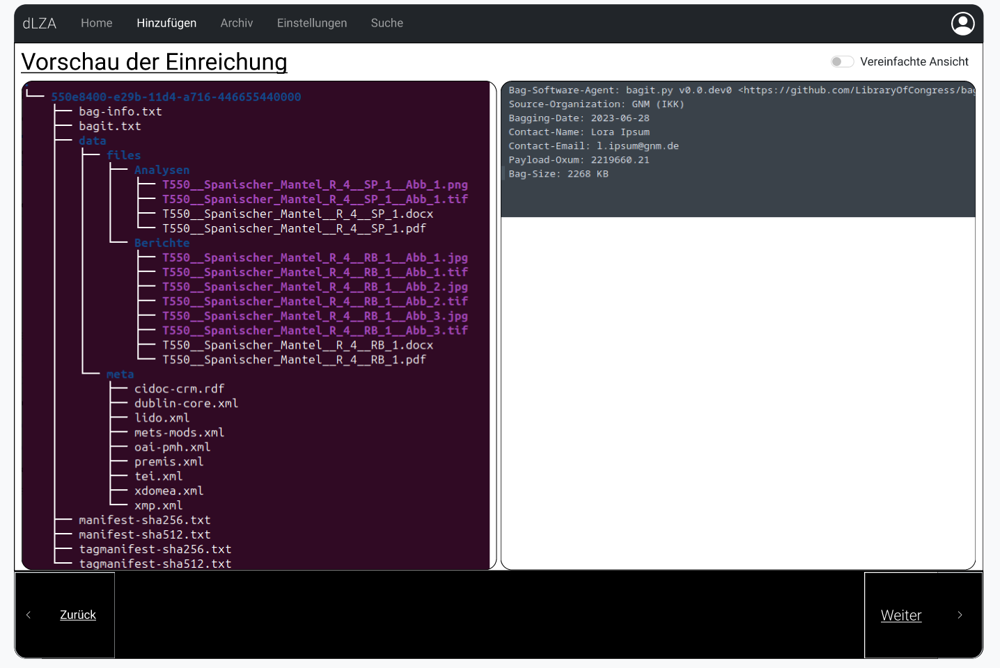 dLZA Home Hinzufügen Archiv Einstellungen Suche
Vorschau der Einreichung
Vereinfachte Ansicht
550e8400-e29b-11d4-a716-446655440000
bag-info.txt
bagit.txt
data
files
Analysen
T550__Spanischer_Mantel_R_4__SP_1__Abb_1.png
T550__Spanischer_Mantel_R_4__SP_1__Abb_1.tif
T550__Spanischer_Mantel__R_4__SP_1.docx
T550__Spanischer_Mantel__R_4__SP_1.pdf
Berichte
T550__Spanischer_Mantel_R_4__RB_1__Abb_1.jpg
T550__Spanischer_Mantel_R_4__RB_1__Abb_1.tif
T550__Spanischer_Mantel_R_4__RB_1__Abb_2.jpg
T550__Spanischer_Mantel_R_4__RB_1__Abb_2.tif
T550__Spanischer_Mantel_R_4__RB_1__Abb_3.jpg
T550__Spanischer_Mantel_R_4__RB_1__Abb_3.tif
T550__Spanischer_Mantel__R_4__RB_1.docx
T550__Spanischer_Mantel__R_4__RB_1.pdf
meta
cidoc-crm.rdf
dublin-core.xml
lido.xml
mets-mods.xml
oai-pmh.xml
premis.xml
tei.xml
xdomea.xml
xmp.xml
manifest-sha256.txt
manifest-sha512.txt
tagmanifest-sha256.txt
tagmanifest-sha512.txt
Bag-Software-Agent: bagit.py v0.0.dev0 <https://github.com/LibraryOfCongress/bag
Source-Organization: GNM (IKK)
Bagging-Date: 2023-06-28
Contact-Name: Lora Ipsum
Contact-Email: l.ipsum@gnm.de
Payload-Oxum: 2219660.21
Bag-Size: 2268 KB
Zurück
Weiter